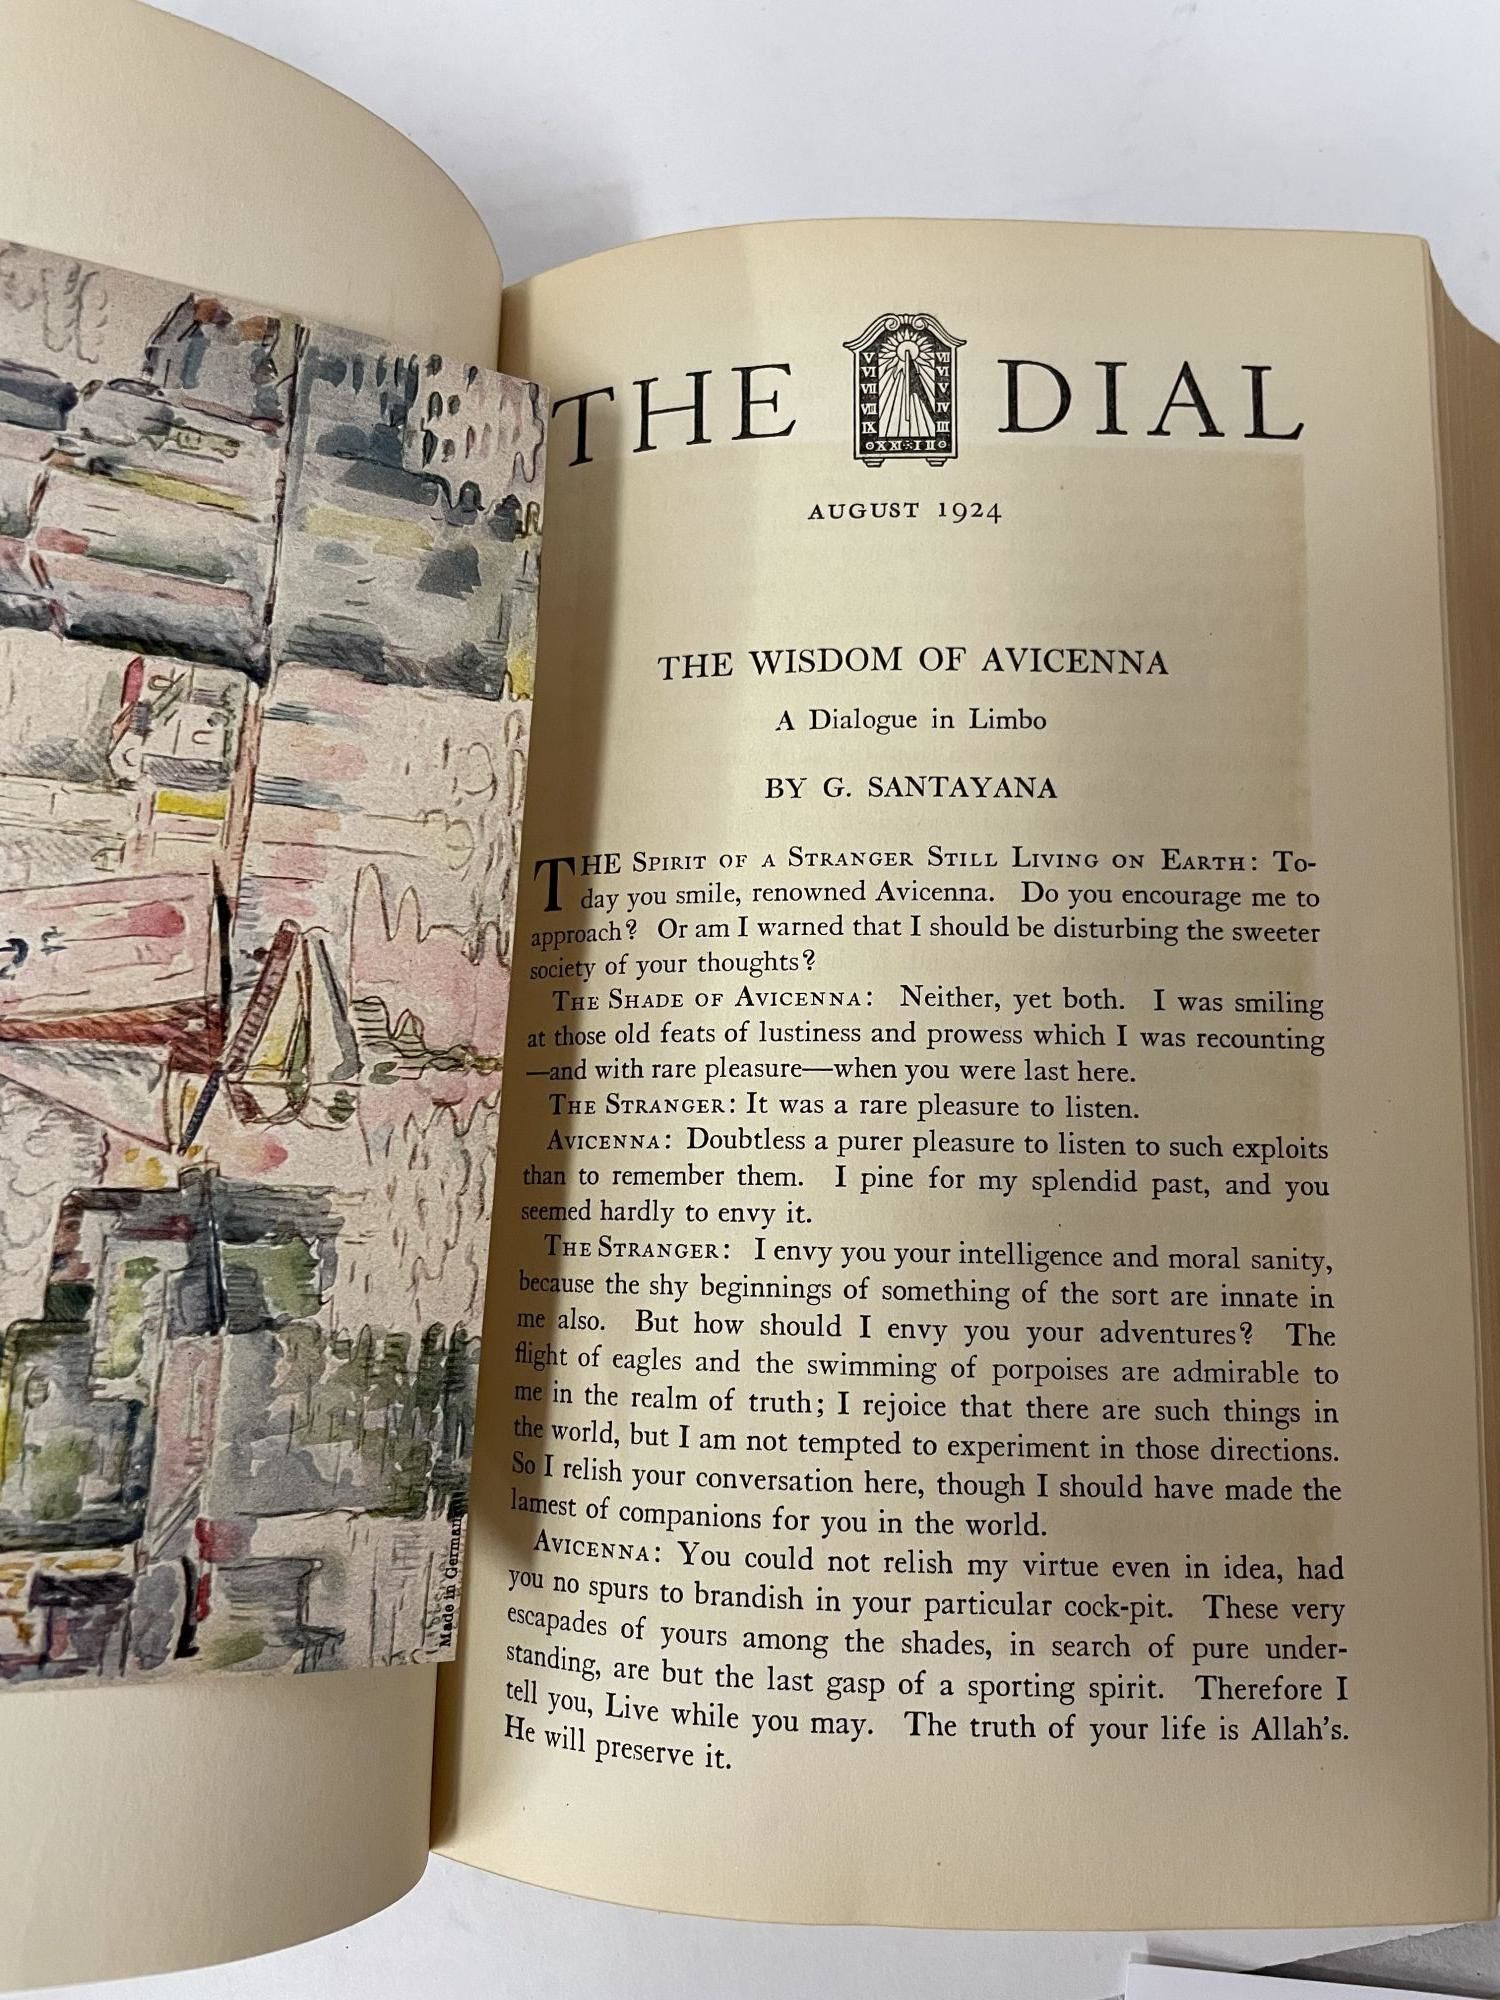 THE DIAL
V VI VII VIII IX
VII VI V IV III
XXI I II
AUGUST 1924
THE WISDOM OF AVICENNA
A Dialogue in Limbo
BY G. SANTAYANA
THE SPIRIT OF A STRANGER STILL LIVING ON EARTH: To-
day you smile, renowned Avicenna. Do you encourage me to
approach? Or am I warned that I should be disturbing the sweeter
society of your thoughts?
THE SHADE OF AVICENNA: Neither, yet both. I was smiling
at those old feats of lustiness and prowess which I was recounting
—and with rare pleasure—when you were last here.
THE STRANGER: It was a rare pleasure to listen.
AVICENNA: Doubtless a purer pleasure to listen to such exploits
than to remember them. I pine for my splendid past, and you
seemed hardly to envy it.
THE STRANGER: I envy you your intelligence and moral sanity,
because the shy beginnings of something of the sort are innate in
me also. But how should I envy you your adventures? The
flight of eagles and the swimming of porpoises are admirable to
me in the realm of truth; I rejoice that there are such things in
the world, but I am not tempted to experiment in those directions.
So I relish your conversation here, though I should have made the
lamest of companions for you in the world.
AVICENNA: You could not relish my virtue even in idea, had
you no spurs to brandish in your particular cock-pit. These very
escapades of yours among the shades, in search of pure under-
standing, are but the last gasp of a sporting spirit. Therefore I
tell you, Live while you may. The truth of your life is Allah's.
He will preserve it.
Made in Germany